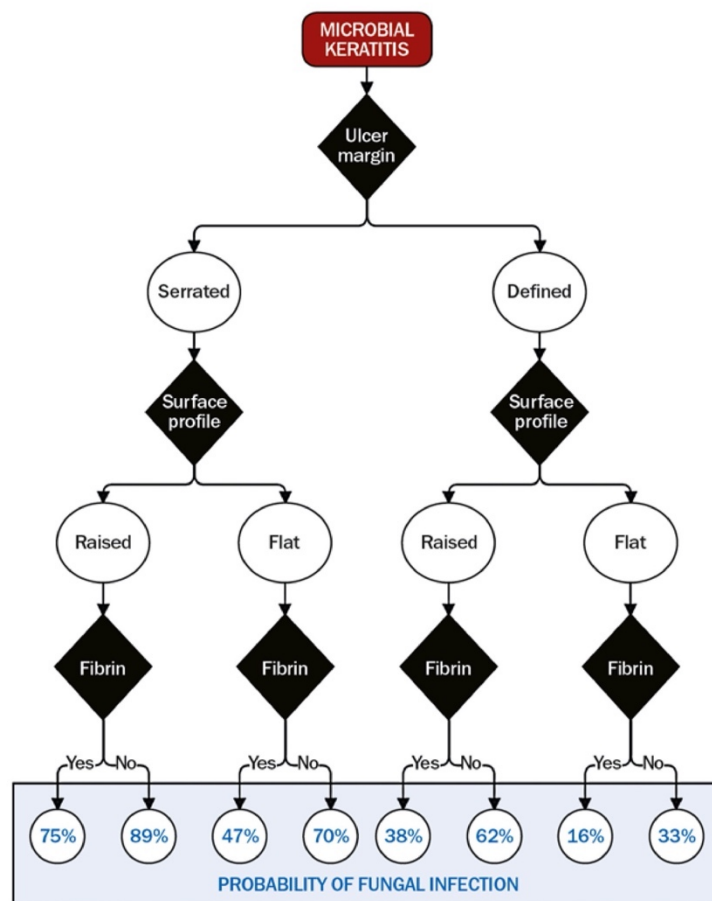 MICROBIAL
KERATITIS
Ulcer
margin
Serrated
Defined
Surface
profile
Surface
profile
Raised
Flat
Raised
Flat
Fibrin
Fibrin
Fibrin
Fibrin
Yes No
Yes No
Yes No
Yes No
75% 89% 47% 70% 38% 62% 16% 33%
PROBABILITY OF FUNGAL INFECTION